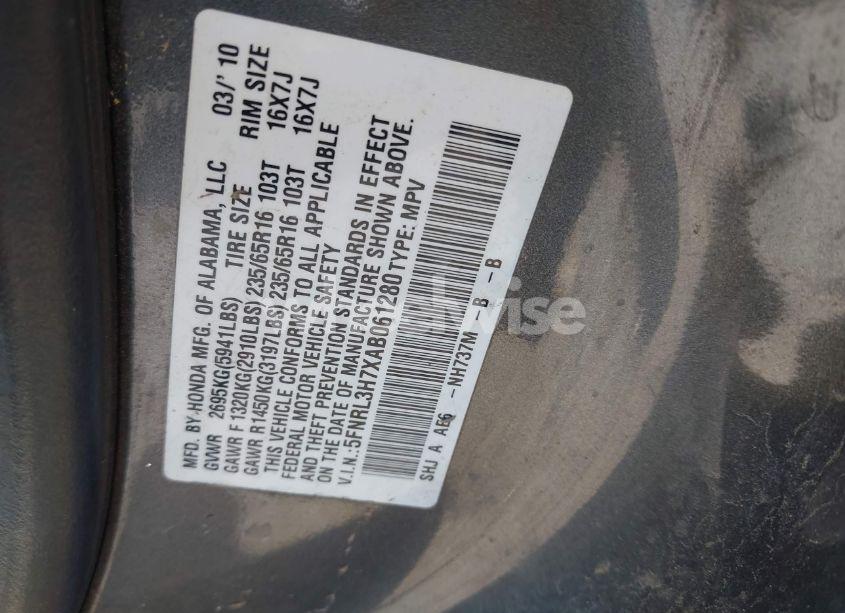 MFD. BY HONDA MFG. OF ALABAMA, LLC 03/' 10
GVWR 2695KG(5941LBS) TIRE SIZE RIM SIZE
GAWR F 1320KG(2910LBS) 235/65R16 103T 16X7J
GAWR R1450KG(3197LBS) 235/65R16 103T 16X7J
THIS VEHICLE CONFORMS TO ALL APPLICABLE
FEDERAL MOTOR VEHICLE SAFETY
AND THEFT PREVENTION STANDARDS IN EFFECT
ON THE DATE OF MANUFACTURE SHOWN ABOVE.
V.I.N.:5FNRL3H7XAB061280 TYPE: MPV
SHJ A AE6 -NH737M - B - B